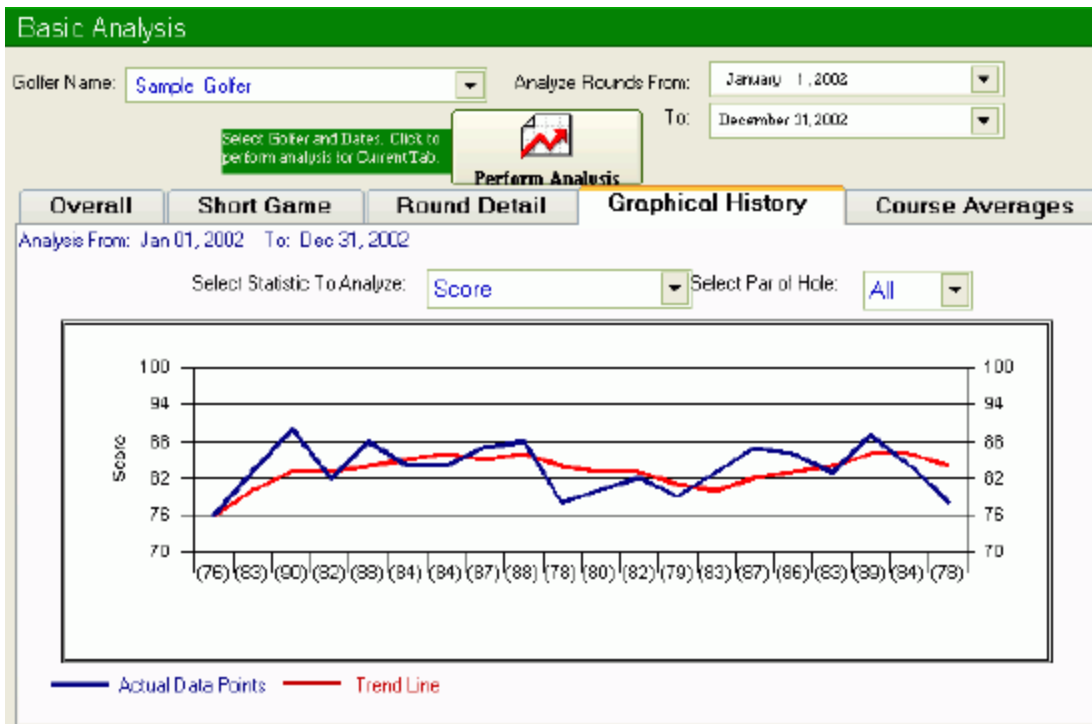 Basic Analysis
Golfer Name: Sample Golfer Analyze Rounds From: January 1, 2002
To: December 31, 2002
Select Golfer and Dates. Click to
perform analysis for Current Tab.
Perform Analysis
Overall Short Game Round Detail Graphical History Course Averages
Analysis From: Jan 01, 2002 To: Dec 31, 2002
Select Statistic To Analyze: Score Select Par of Hole: All
100 100
94 94
88 88
82 82
76 76
70 70
Score
(76) (83) (90) (82) (88) (84) (84) (87) (88) (78) (80) (82) (79) (83) (87) (86) (83) (89) (84) (78)
Actual Data Points Trend Line